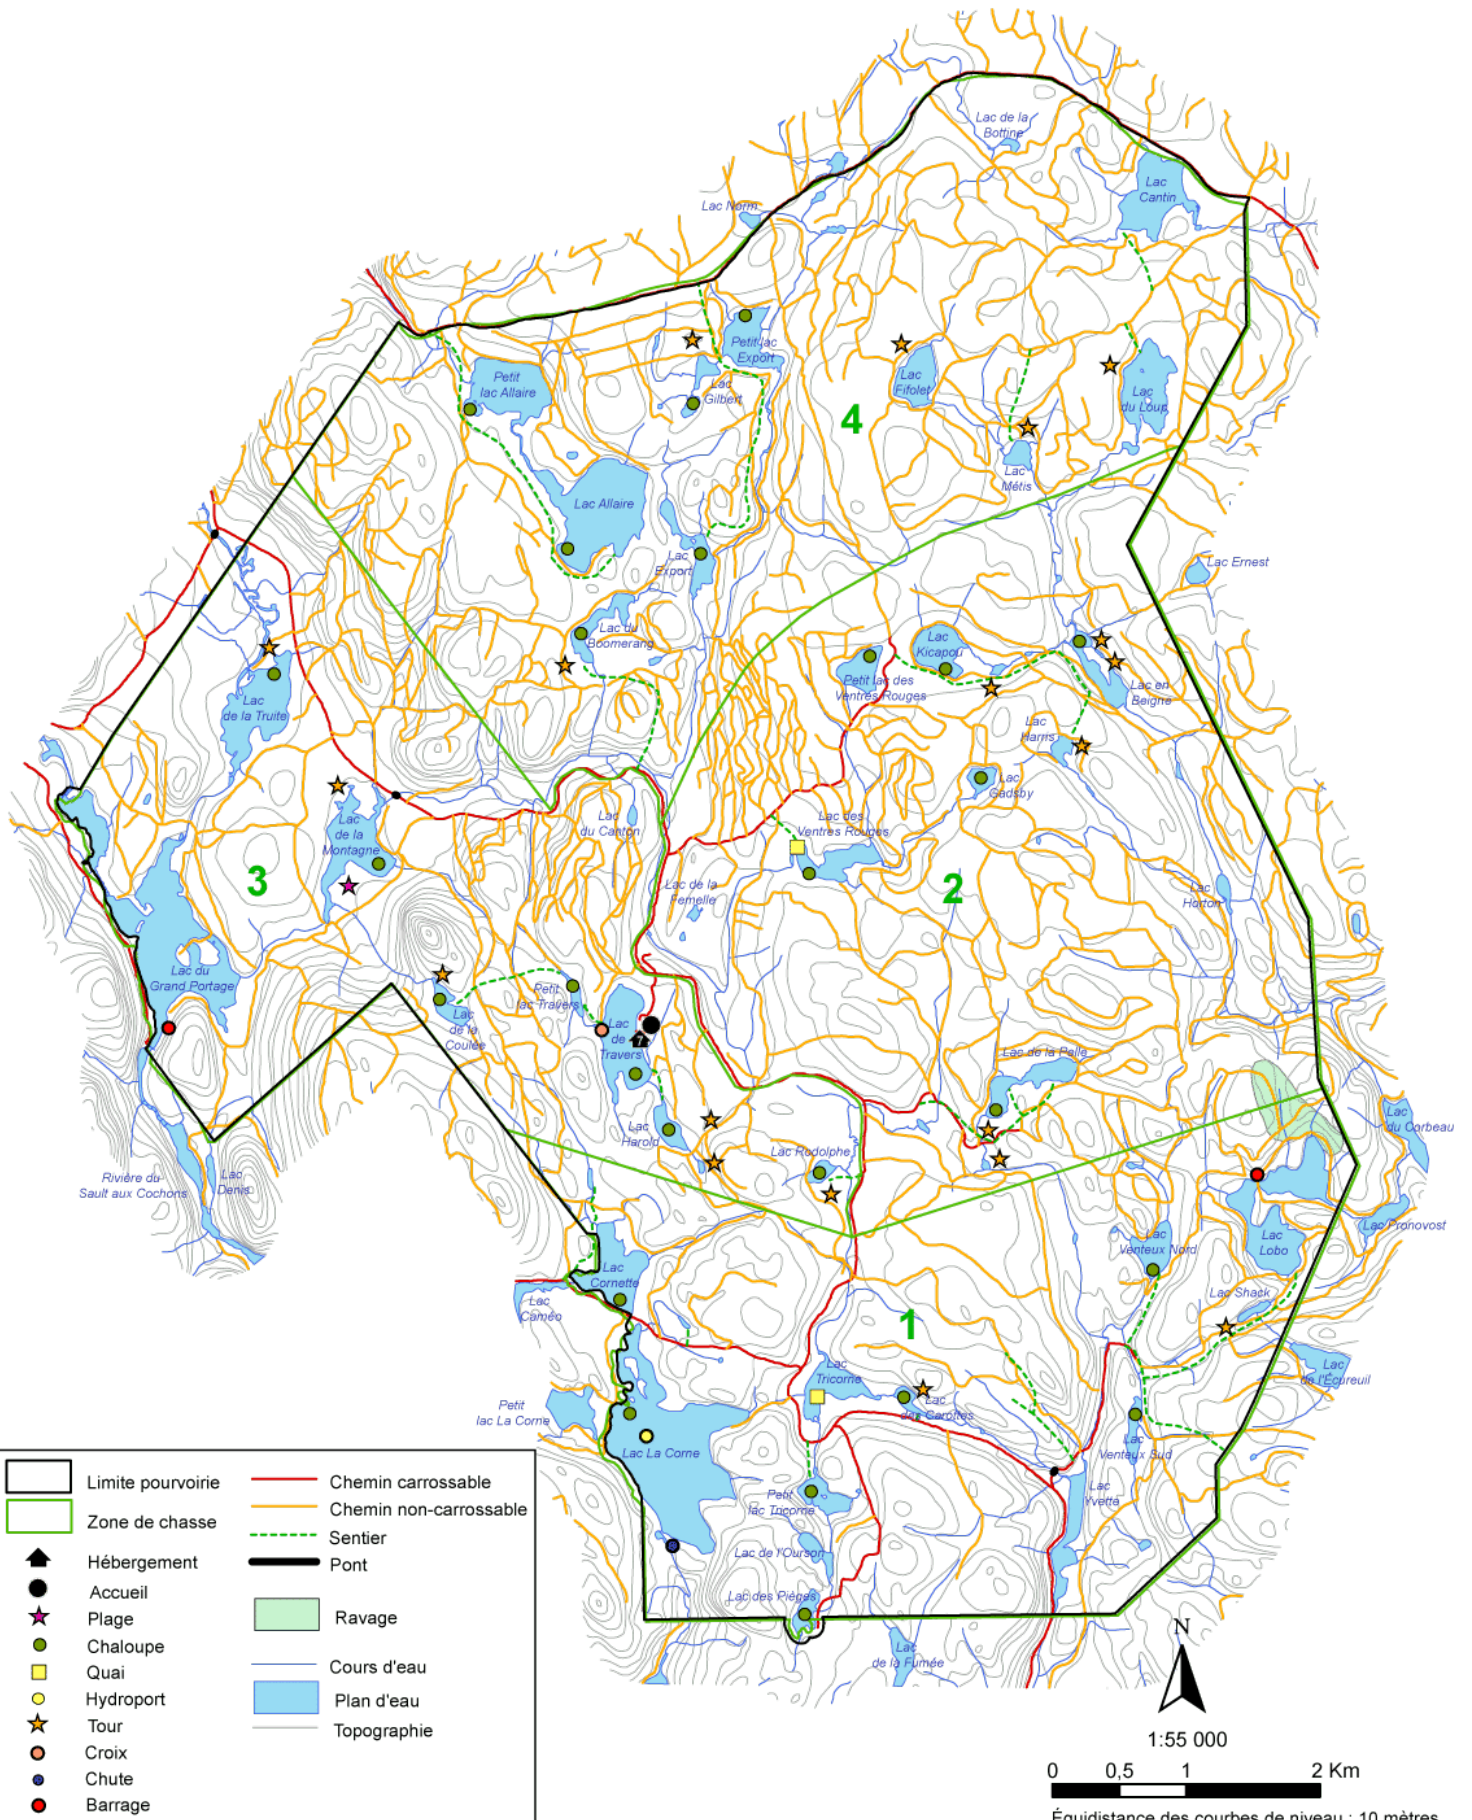 Lac de la
Bottine
Lac
Cantin
Lac Norm
Petit lac
Export
Petit
lac Allaire
Lac
Gilbert
Lac
Fifolet
Lac
du Loup
4
Lac
Métis
Lac Allaire
Lac
Export
Lac Ernest
Lac du
Boomerang
Lac
Kicapou
Petit lac des
Ventres Rouges
Lac en
Beigne
Lac
de la Truite
Lac
Harris
Lac
Gadsby
Lac
du Canton
Lac des
Ventres Rouges
Lac
de la
Montagne
3
2
Lac de la
Femelle
Lac
Horton
Lac du
Grand Portage
Petit
lac Travers
Lac
de la
Coulée
Lac
de
Travers
7
Lac de la Pelle
Lac
Harold
Lac Rodolphe
Lac
du Corbeau
Rivière du
Sault aux Cochons
Lac
Denis
Lac
Venteux Nord
Lac
Lobo
Lac Pronovost
Lac
Cornette
Lac
Caméo
Lac Shack
1
Lac
Tricorne
Lac
des Carottes
Lac
de l'Écureuil
Petit
lac La Corne
Lac La Corne
Lac
Venteux Sud
Lac
Yvette
Petit
lac Tricorne
Lac de l'Ourson
Lac des Pièges
Lac
de la Fumée
Limite pourvoirie
Zone de chasse
Hébergement
Accueil
Plage
Chaloupe
Quai
Hydroport
Tour
Croix
Chute
Barrage
Chemin carrossable
Chemin non-carrossable
Sentier
Pont
Ravage
Cours d'eau
Plan d'eau
Topographie
N
1:55 000
0 0,5 1 2 Km
Équidistance des courbes de niveau : 10 mètres